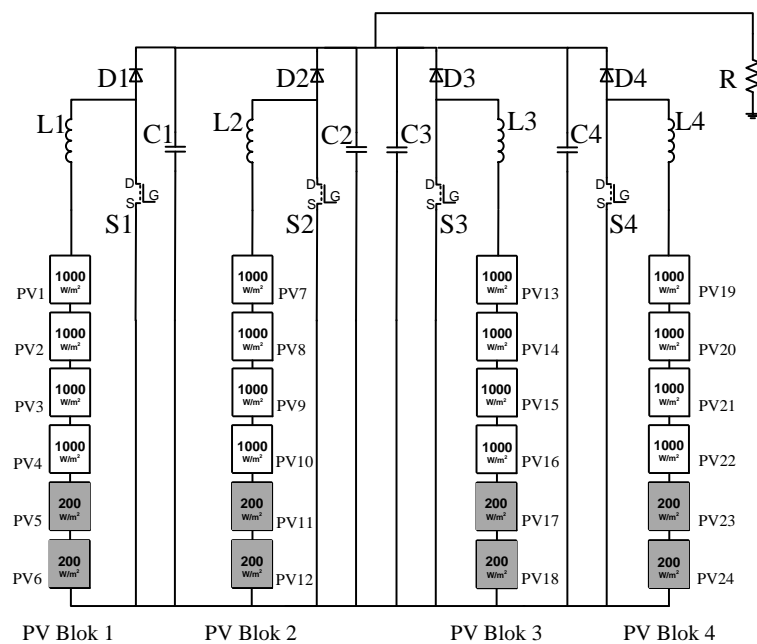 D1
D2
D3
D4
R
L1
C1
L2
C2
C3
L3
C4
L4
D
G
S
D
G
S
D
G
S
D
G
S
S1
S2
S3
S4
1000
W/m²
PV1
1000
W/m²
PV7
1000
W/m²
PV13
1000
W/m²
PV19
1000
W/m²
PV2
1000
W/m²
PV8
1000
W/m²
PV14
1000
W/m²
PV20
1000
W/m²
PV3
1000
W/m²
PV9
1000
W/m²
PV15
1000
W/m²
PV21
1000
W/m²
PV4
1000
W/m²
PV10
1000
W/m²
PV16
1000
W/m²
PV22
200
W/m²
PV5
200
W/m²
PV11
200
W/m²
PV17
200
W/m²
PV23
200
W/m²
PV6
200
W/m²
PV12
200
W/m²
PV18
200
W/m²
PV24
PV Blok 1
PV Blok 2
PV Blok 3
PV Blok 4